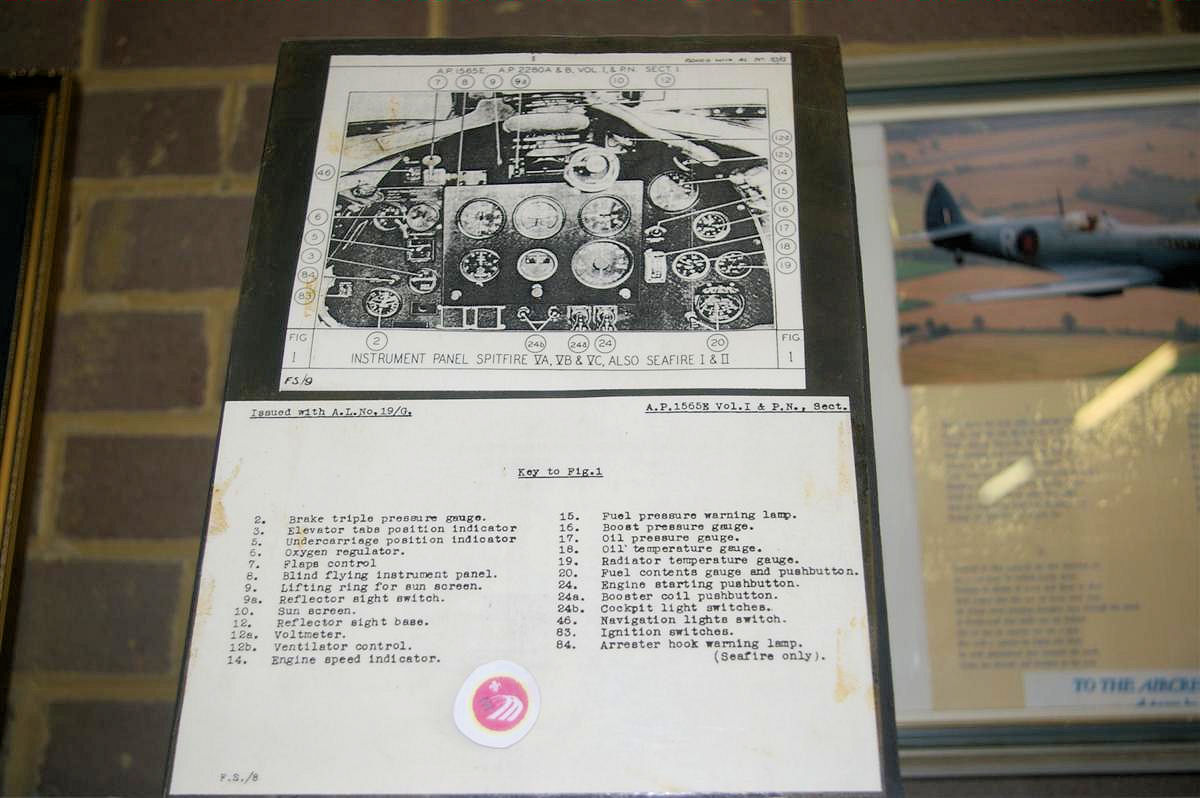 A.P.1565E. A.P. 2280A & B, VOL. I, & P.N. SECT 1.
7 8 9 9a 10 12
46
6
5
3
84
83
12a
12b
14
15
16
17
18
19
2 24b 24a 24 20
FIG 1
INSTRUMENT PANEL SPITFIRE VA, VB & VC, ALSO SEAFIRE I & II
FIG 1
F.S/9
Issued with A.L.No.19/G.
A.P.1565E Vol.I & P.N., Sect.
Key to Fig.1
2. Brake triple pressure gauge.
3. Elevator tabs position indicator
5. Undercarriage position indicator
6. Oxygen regulator.
7. Flaps control
8. Blind flying instrument panel.
9. Lifting ring for sun screen.
9a. Reflector sight switch.
10. Sun screen.
12. Reflector sight base.
12a. Voltmeter.
12b. Ventilator control.
14. Engine speed indicator.
15. Fuel pressure warning lamp.
16. Boost pressure gauge.
17. Oil pressure gauge.
18. Oil temperature gauge.
19. Radiator temperature gauge.
20. Fuel contents gauge and pushbutton.
24. Engine starting pushbutton.
24a. Booster coil pushbutton.
24b. Cockpit light switches.
46. Navigation lights switch.
83. Ignition switches.
84. Arrester hook warning lamp.
(Seafire only).
F.S./8
R
TO THE AIRCRE